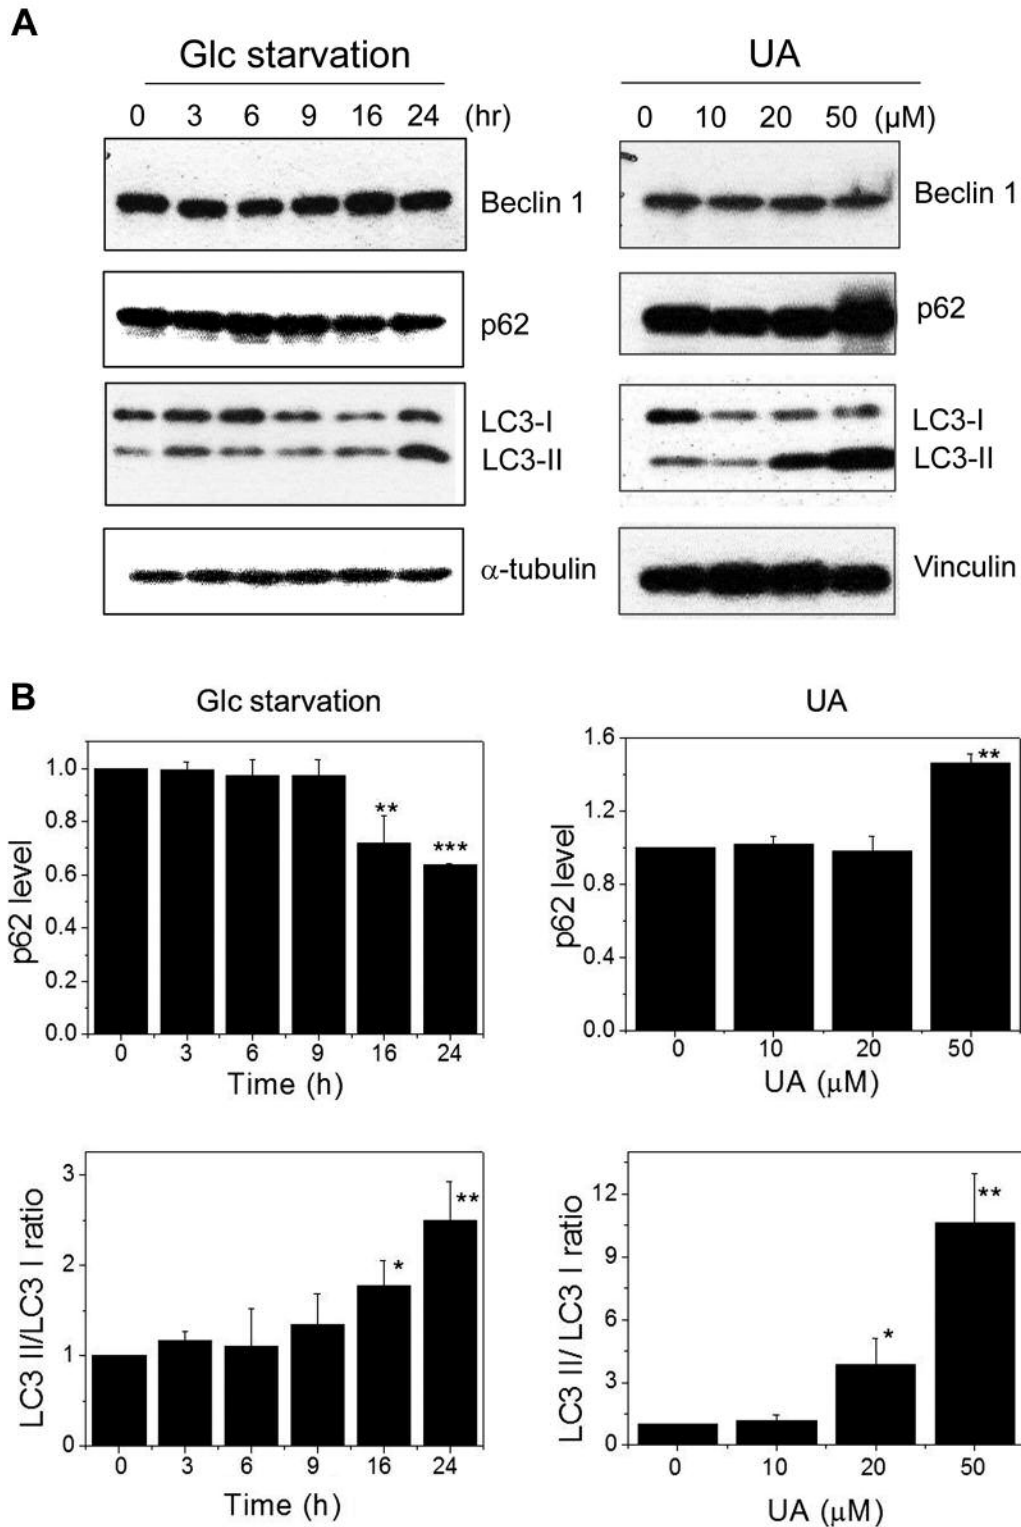 A
Glc starvation
0 3 6 9 16 24 (hr)
Beclin 1
p62
LC3-I
LC3-II
α-tubulin
UA
0 10 20 50 (µM)
Beclin 1
p62
LC3-I
LC3-II
Vinculin
B
Glc starvation
p62 level
1.0
0.8
0.6
0.4
0.2
0.0
** ***
0 3 6 9 16 24
Time (h)
UA
p62 level
1.6
1.2
0.8
0.4
0.0
**
0 10 20 50
UA (µM)
LC3 II/LC3 I ratio
3
2
1
0
* **
0 3 6 9 16 24
Time (h)
LC3 II/ LC3 I ratio
12
9
6
3
0
* **
0 10 20 50
UA (µM)